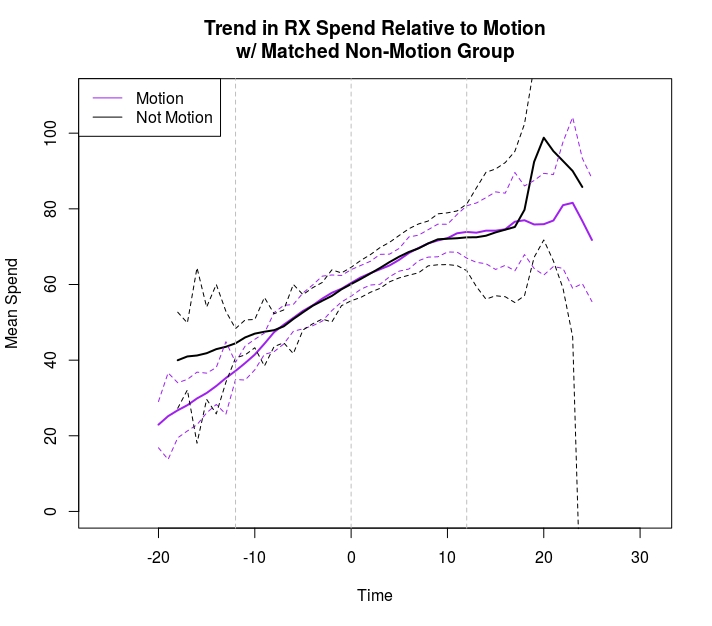 Trend in RX Spend Relative to Motion
w/ Matched Non-Motion Group
Motion
Not Motion
100
80
60
40
20
0
Mean Spend
-20 -10 0 10 20 30
Time